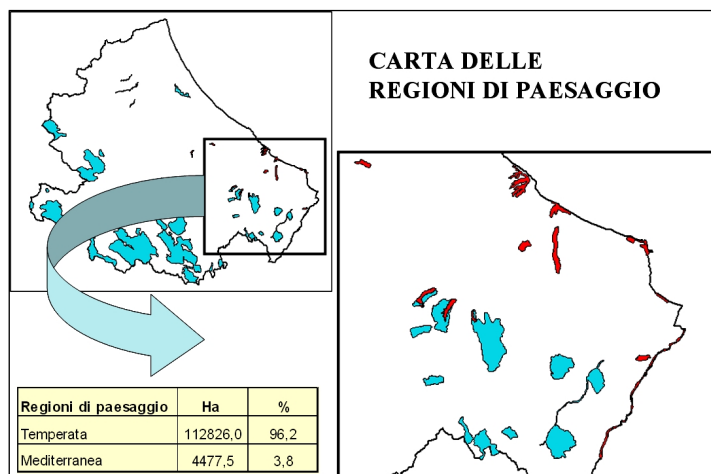 CARTA DELLE
REGIONI DI PAESAGGIO
Regioni di paesaggio Ha %
Temperata 112826,0 96,2
Mediterranea 4477,5 3,8